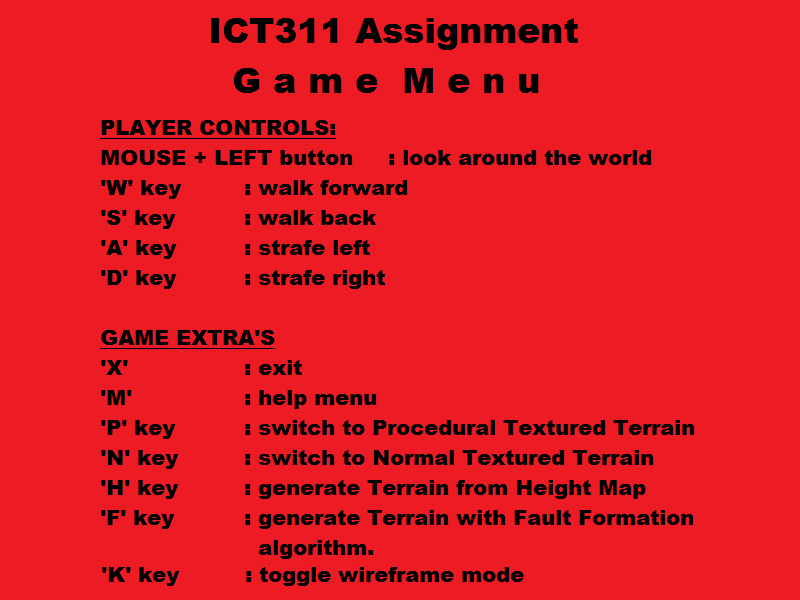 ICT311 Assignment
G a m e  M e n u
PLAYER CONTROLS:
MOUSE + LEFT button : look around the world
'W' key : walk forward
'S' key : walk back
'A' key : strafe left
'D' key : strafe right
GAME EXTRA'S
'X' : exit
'M' : help menu
'P' key : switch to Procedural Textured Terrain
'N' key : switch to Normal Textured Terrain
'H' key : generate Terrain from Height Map
'F' key : generate Terrain with Fault Formation
algorithm.
'K' key : toggle wireframe mode